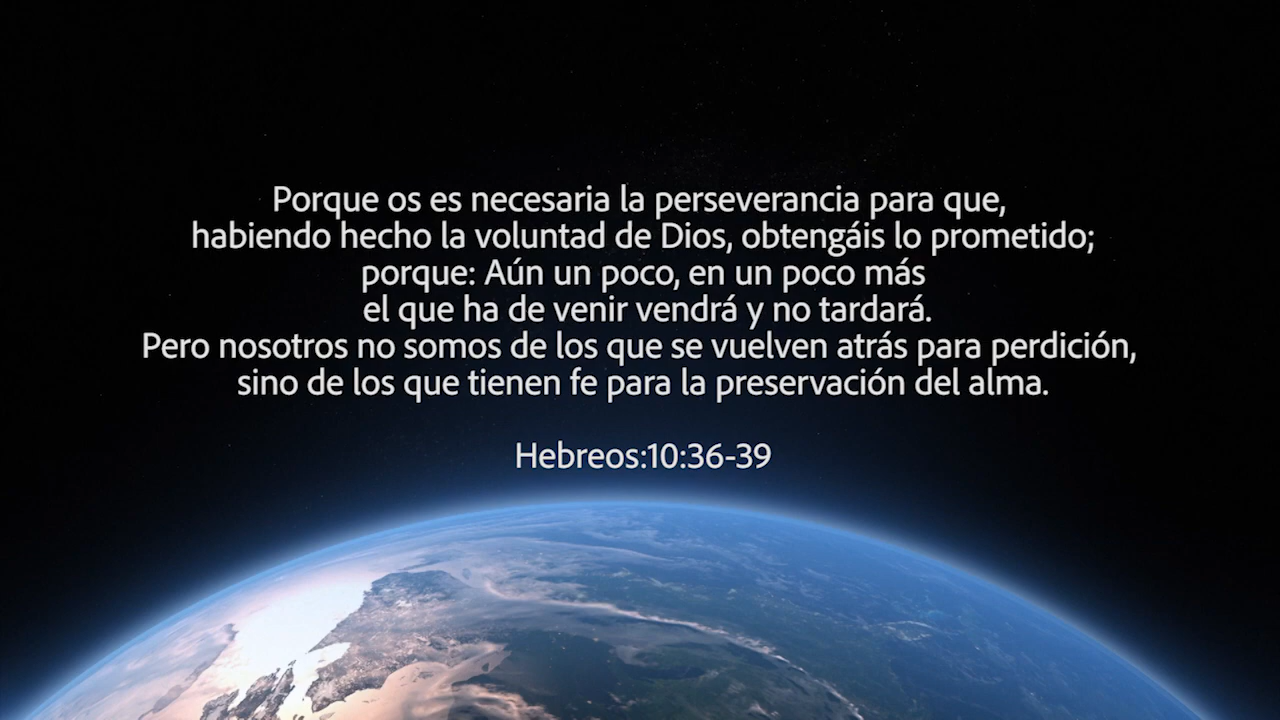 Porque os es necesaria la perseverancia para que,
habiendo hecho la voluntad de Dios, obtengáis lo prometido;
porque: Aún un poco, en un poco más
el que ha de venir vendrá y no tardará.
Pero nosotros no somos de los que se vuelven atrás para perdición,
sino de los que tienen fe para la preservación del alma.
Hebreos:10:36-39